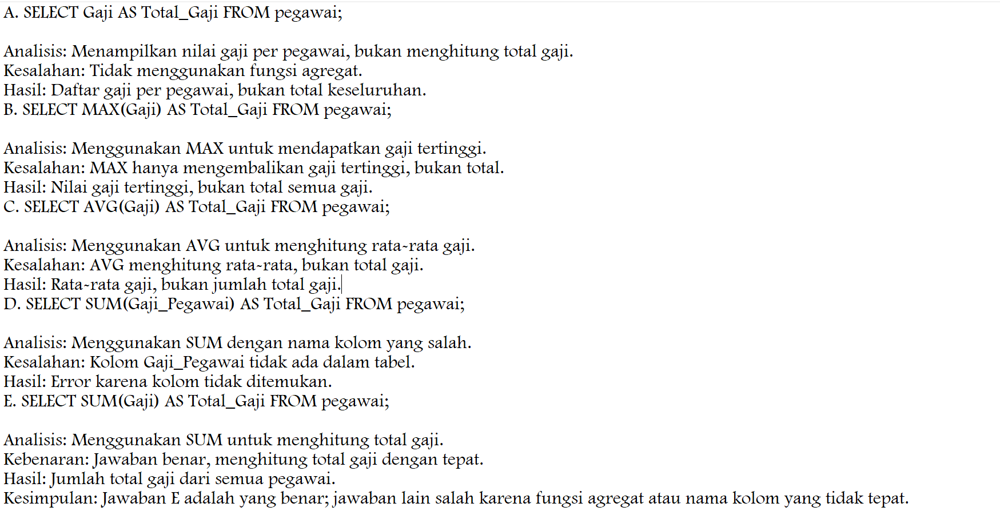 A. SELECT Gaji AS Total_Gaji FROM pegawai;
Analisis: Menampilkan nilai gaji per pegawai, bukan menghitung total gaji.
Kesalahan: Tidak menggunakan fungsi agregat.
Hasil: Daftar gaji per pegawai, bukan total keseluruhan.
B. SELECT MAX(Gaji) AS Total_Gaji FROM pegawai;
Analisis: Menggunakan MAX untuk mendapatkan gaji tertinggi.
Kesalahan: MAX hanya mengembalikan gaji tertinggi, bukan total.
Hasil: Nilai gaji tertinggi, bukan total semua gaji.
C. SELECT AVG(Gaji) AS Total_Gaji FROM pegawai;
Analisis: Menggunakan AVG untuk menghitung rata-rata gaji.
Kesalahan: AVG menghitung rata-rata, bukan total gaji.
Hasil: Rata-rata gaji, bukan jumlah total gaji.
D. SELECT SUM(Gaji_Pegawai) AS Total_Gaji FROM pegawai;
Analisis: Menggunakan SUM dengan nama kolom yang salah.
Kesalahan: Kolom Gaji_Pegawai tidak ada dalam tabel.
Hasil: Error karena kolom tidak ditemukan.
E. SELECT SUM(Gaji) AS Total_Gaji FROM pegawai;
Analisis: Menggunakan SUM untuk menghitung total gaji.
Kebenaran: Jawaban benar, menghitung total gaji dengan tepat.
Hasil: Jumlah total gaji dari semua pegawai.
Kesimpulan: Jawaban E adalah yang benar; jawaban lain salah karena fungsi agregat atau nama kolom yang tidak tepat.